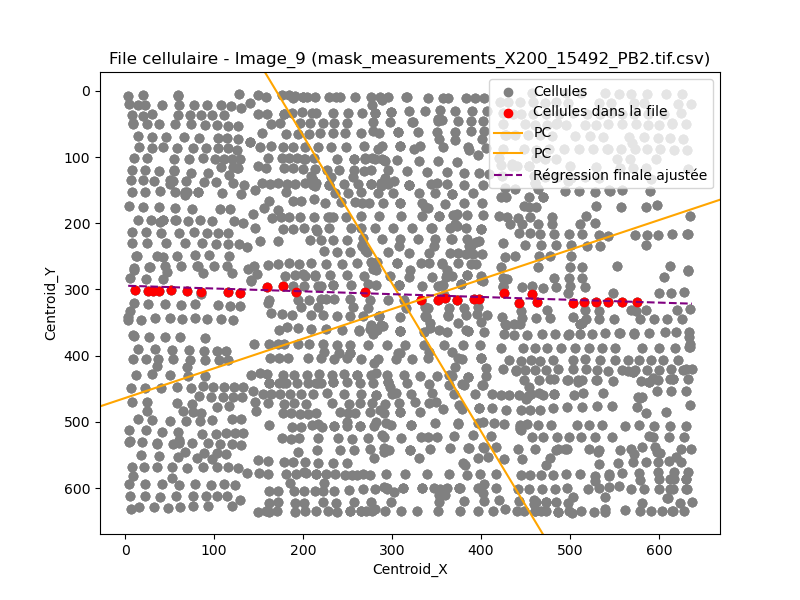 File cellulaire - Image_9 (mask_measurements_X200_15492_PB2.tif.csv)
Cellules
Cellules dans la file
PC
PC
Régression finale ajustée
Centroid_Y
0
100
200
300
400
500
600
0 100 200 300 400 500 600
Centroid_X